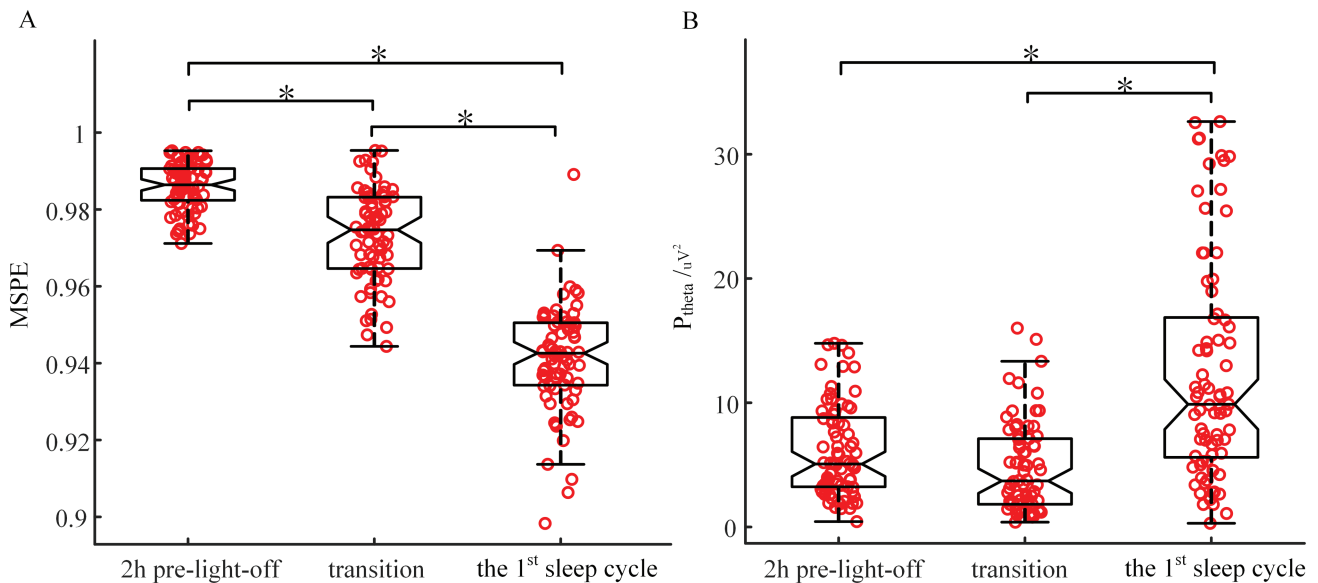 A
MSPE
1
0.98
0.96
0.94
0.92
0.9
* * *
2h pre-light-off transition the 1st sleep cycle
B
Ptheta /uV2
30
20
10
0
* *
2h pre-light-off transition the 1st sleep cycle